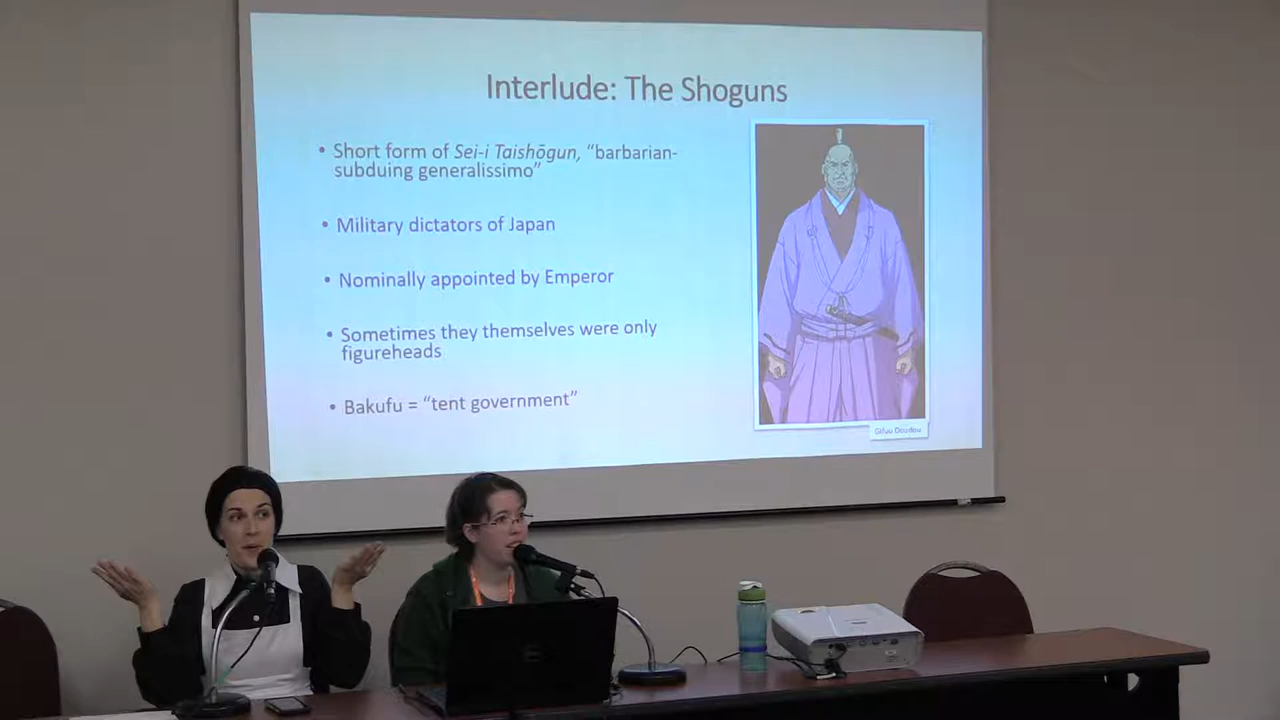 Interlude: The Shoguns
• Short form of Sei-i Taishōgun, “barbarian-
subduing generalissimo”
• Military dictators of Japan
• Nominally appointed by Emperor
• Sometimes they themselves were only
figureheads
• Bakufu = “tent government”